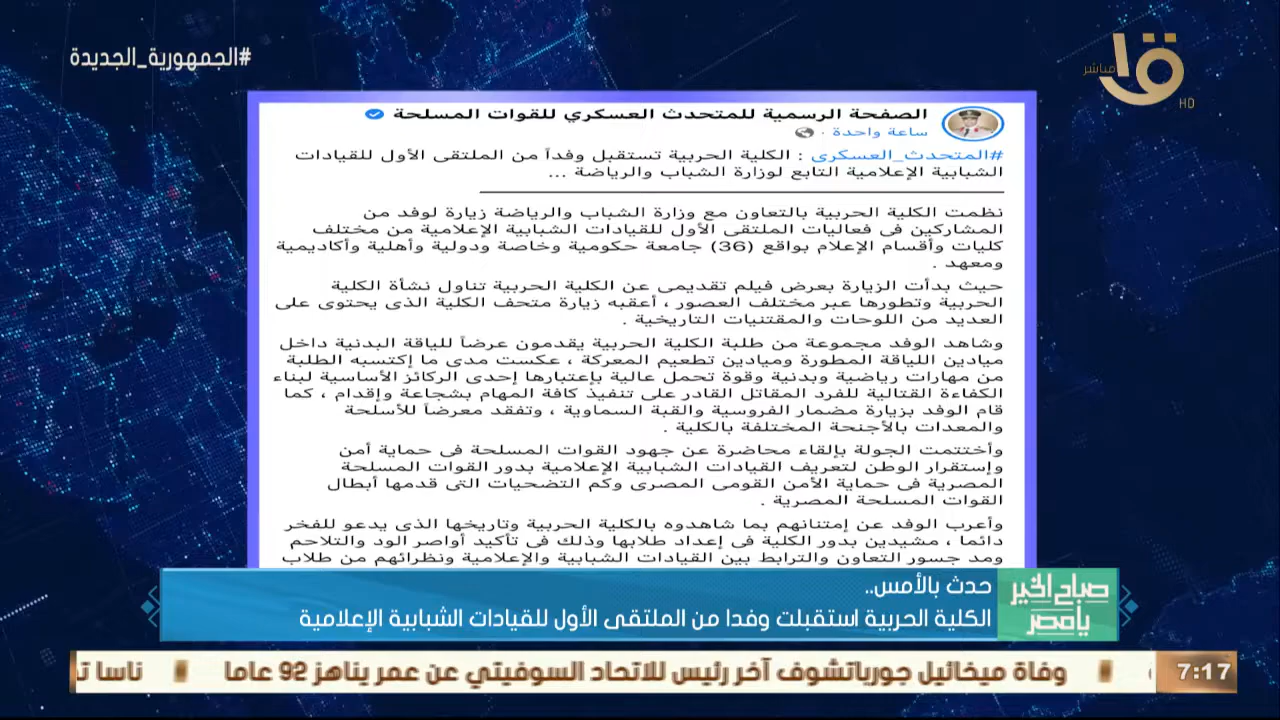 #الجمهورية_الجديدة
مباشر
HD
الصفحة الرسمية للمتحدث العسكري للقوات المسلحة
ساعة واحدة ·
#المتحدث_العسكرى : الكلية الحربية تستقبل وفداً من الملتقى الأول للقيادات
الشبابية الإعلامية التابع لوزارة الشباب والرياضة ...
نظمت الكلية الحربية بالتعاون مع وزارة الشباب والرياضة زيارة لوفد من
المشاركين فى فعاليات الملتقى الأول للقيادات الشبابية الإعلامية من مختلف
كليات وأقسام الإعلام بواقع (36) جامعة حكومية وخاصة ودولية وأهلية وأكاديمية
ومعهد .
حيث بدأت الزيارة بعرض فيلم تقديمى عن الكلية الحربية تناول نشأة الكلية
الحربية وتطورها عبر مختلف العصور ، أعقبه زيارة متحف الكلية الذى يحتوى على
العديد من اللوحات والمقتنيات التاريخية .
وشاهد الوفد مجموعة من طلبة الكلية الحربية يقدمون عرضاً للياقة البدنية داخل
ميادين اللياقة المطورة وميادين تطعيم المعركة ، عكست مدى ما إكتسبه الطلبة
من مهارات رياضية وبدنية وقوة تحمل عالية بإعتبارها إحدى الركائز الأساسية لبناء
الكفاءة القتالية للفرد المقاتل القادر على تنفيذ كافة المهام بشجاعة وإقدام ، كما
قام الوفد بزيارة مضمار الفروسية والقبة السماوية ، وتفقد معرضاً للأسلحة
والمعدات بالأجنحة المختلفة بالكلية .
وأختتمت الجولة بإلقاء محاضرة عن جهود القوات المسلحة فى حماية أمن
وإستقرار الوطن لتعريف القيادات الشبابية الإعلامية بدور القوات المسلحة
المصرية فى حماية الأمن القومى المصرى وكم التضحيات التى قدمها أبطال
القوات المسلحة المصرية .
وأعرب الوفد عن إمتنانهم بما شاهدوه بالكلية الحربية وتاريخها الذى يدعو للفخر
دائما ، مشيدين بدور الكلية فى إعداد طلابها وذلك فى تأكيد أواصر الود والتلاحم
ومد جسور التعاون والترابط بين القيادات الشبابية والإعلامية ونظرائهم من طلاب
صباح الخير
يا مصر
حدث بالأمس..
الكلية الحربية استقبلت وفدا من الملتقى الأول للقيادات الشبابية الإعلامية
7:17
وفاة ميخائيل جورباتشوف آخر رئيس للاتحاد السوفيتي عن عمر يناهز 92 عاما
ناسا